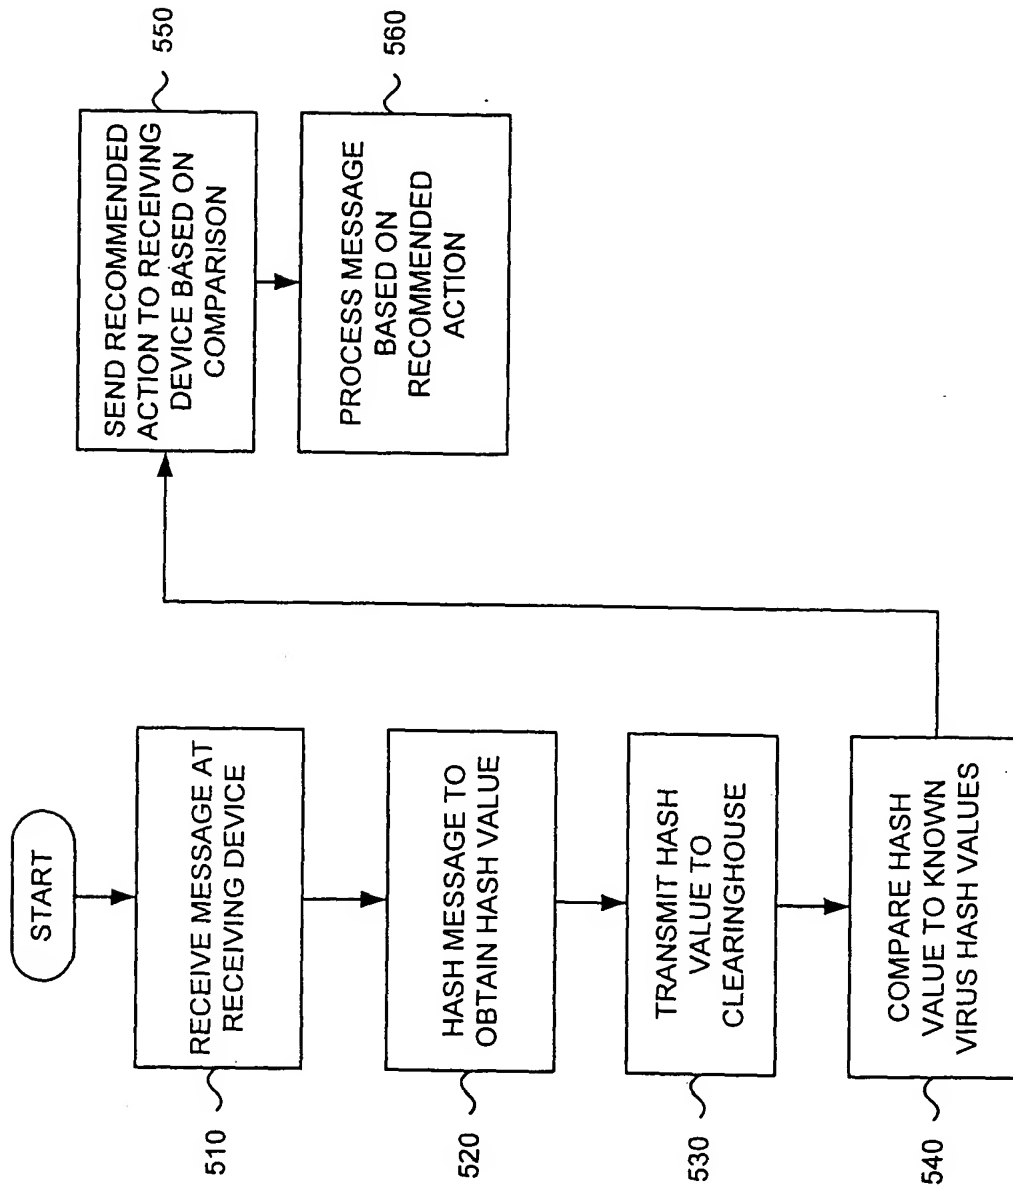 START
RECEIVE MESSAGE AT
RECEIVING DEVICE
510
HASH MESSAGE TO
OBTAIN HASH VALUE
520
TRANSMIT HASH
VALUE TO
CLEARINGHOUSE
530
COMPARE HASH
VALUE TO KNOWN
VIRUS HASH VALUES
540
SEND RECOMMENDED
ACTION TO RECEIVING
DEVICE BASED ON
COMPARISON
550
PROCESS MESSAGE
BASED ON
RECOMMENDED
ACTION
560